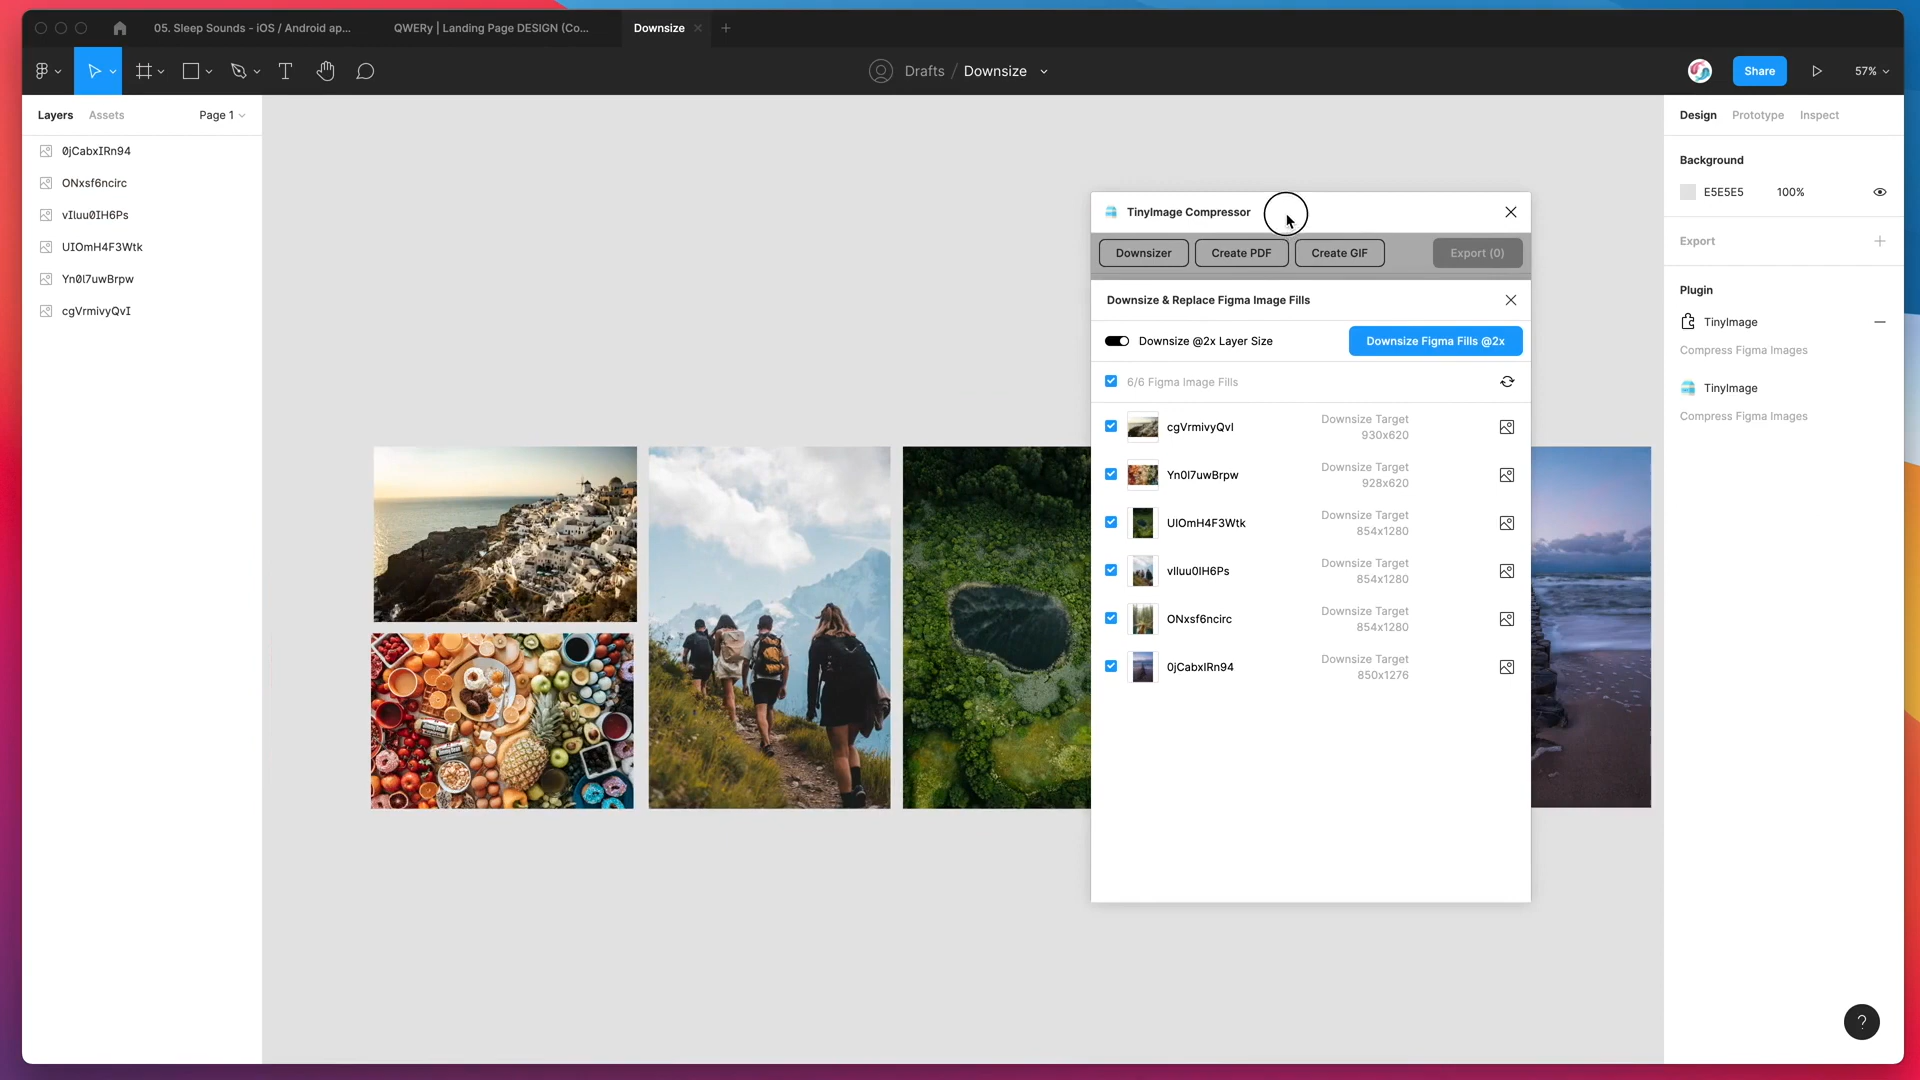 05. Sleep Sounds - iOS / Android ap...
QWERy | Landing Page DESIGN (Co...
Downsize
Drafts / Downsize
Share
57%
Layers
Assets
Page 1
0jCabxIRn94
ONxsf6ncirc
vIluu0IH6Ps
UIOmH4F3Wtk
Yn0l7uwBrpw
cgVrmivyQvI
TinyImage Compressor
Downsizer
Create PDF
Create GIF
Export (0)
Downsize & Replace Figma Image Fills
Downsize @2x Layer Size
Downsize Figma Fills @2x
6/6 Figma Image Fills
cgVrmivyQvI
Downsize Target
930x620
Yn0l7uwBrpw
Downsize Target
928x620
UIOmH4F3Wtk
Downsize Target
854x1280
vIluu0IH6Ps
Downsize Target
854x1280
ONxsf6ncirc
Downsize Target
854x1280
0jCabxIRn94
Downsize Target
850x1276
Design
Prototype
Inspect
Background
E5E5E5
100%
Export
Plugin
TinyImage
Compress Figma Images
TinyImage
Compress Figma Images
?